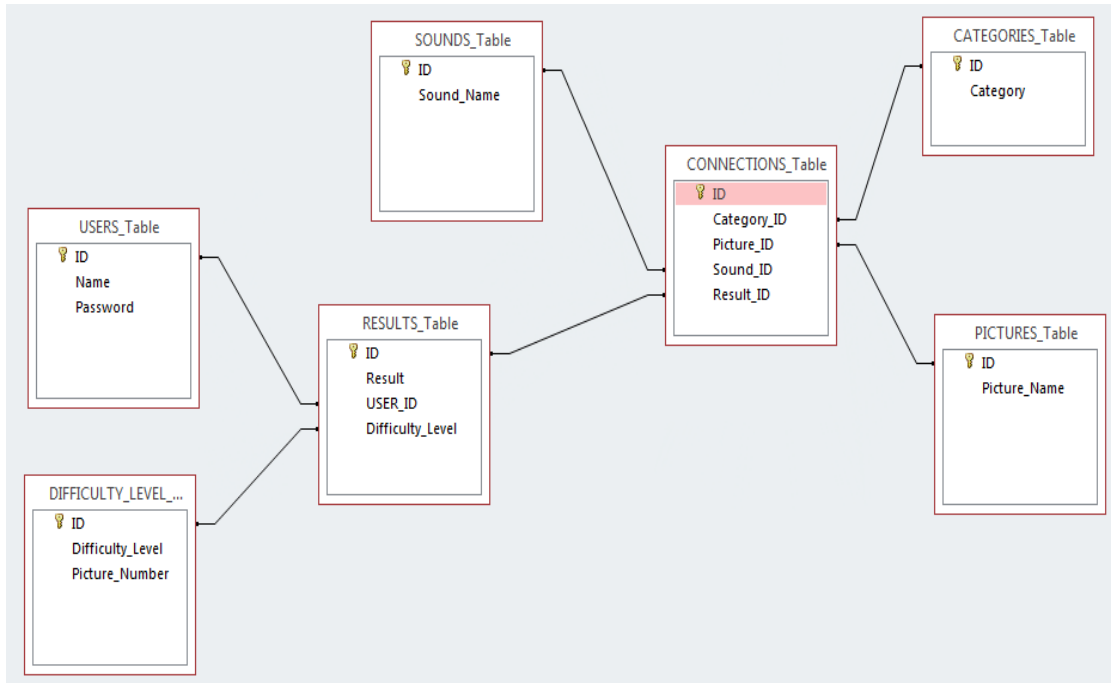 SOUNDS_Table
ID
Sound_Name
CATEGORIES_Table
ID
Category
CONNECTIONS_Table
ID
Category_ID
Picture_ID
Sound_ID
Result_ID
USERS_Table
ID
Name
Password
RESULTS_Table
ID
Result
USER_ID
Difficulty_Level
PICTURES_Table
ID
Picture_Name
DIFFICULTY_LEVEL_...
ID
Difficulty_Level
Picture_Number